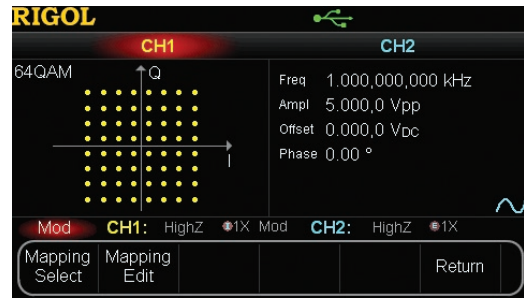 RIGOL
CH1 CH2
64QAM Q
I
Freq 1.000,000,000 kHz
Ampl 5.000,0 Vpp
Offset 0.000,0 VDC
Phase 0.00 °
Mod CH1: HighZ 1X Mod CH2: HighZ 1X
Mapping Select
Mapping Edit
Return